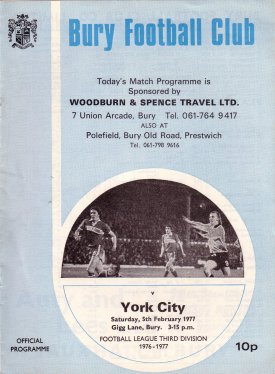 Bury Football Club
Today's Match Programme is
Sponsored by
WOODBURN & SPENCE TRAVEL LTD.
7 Union Arcade, Bury Tel. 061-764 9417
ALSO AT
Polefield, Bury Old Road, Prestwich
Tel. 061-798 9616
v
York City
Saturday, 5th February 1977
Gigg Lane, Bury. 3-15 p.m.
FOOTBALL LEAGUE THIRD DIVISION
1976-1977
OFFICIAL
PROGRAMME
10p